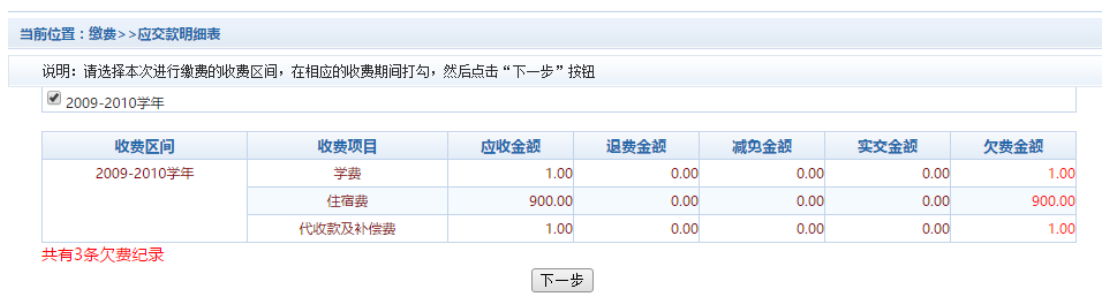 当前位置：缴费>>应交款明细表
说明：请选择本次进行缴费的收费区间，在相应的收费期间打勾，然后点击“下一步”按钮
2009-2010学年
收费区间 收费项目 应收金额 退费金额 减免金额 实交金额 欠费金额
2009-2010学年 学费 1.00 0.00 0.00 0.00 1.00
住宿费 900.00 0.00 0.00 0.00 900.00
代收款及补偿费 1.00 0.00 0.00 0.00 1.00
共有3条欠费纪录
下一步